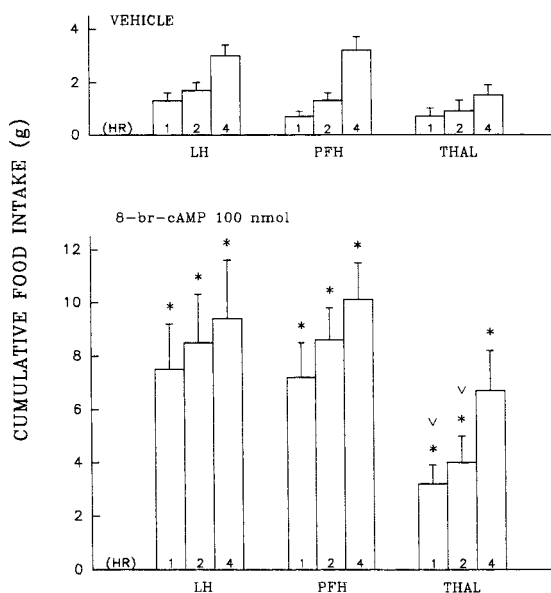 VEHICLE
CUMULATIVE FOOD INTAKE (g)
4
2
0
(HR) 1 2 4 1 2 4 1 2 4
LH PFH THAL
8-br-cAMP 100 nmol
12
10
8
6
4
2
0
* * * * * * * * *
v v
(HR) 1 2 4 1 2 4 1 2 4
LH PFH THAL